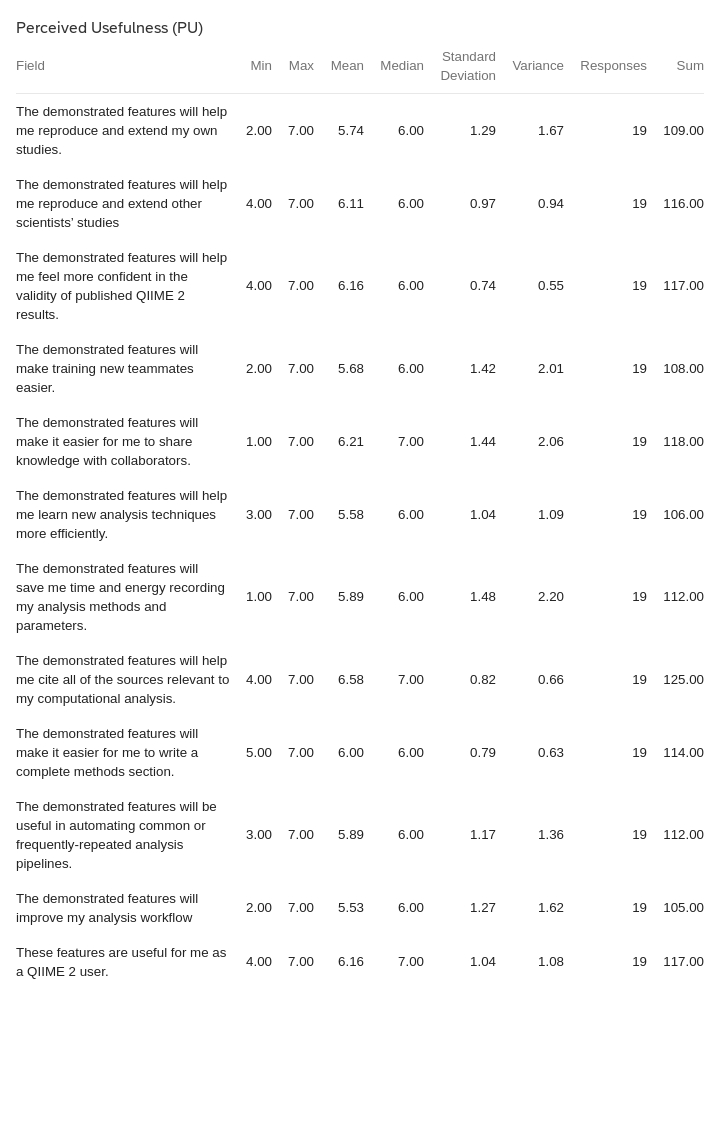 Perceived Usefulness (PU)
Field Min Max Mean Median Standard Deviation Variance Responses Sum
The demonstrated features will help
me reproduce and extend my own 2.00 7.00 5.74 6.00 1.29 1.67 19 109.00
studies.
The demonstrated features will help
me reproduce and extend other 4.00 7.00 6.11 6.00 0.97 0.94 19 116.00
scientists’ studies
The demonstrated features will help
me feel more confident in the
validity of published QIIME 2 4.00 7.00 6.16 6.00 0.74 0.55 19 117.00
results.
The demonstrated features will
make training new teammates 2.00 7.00 5.68 6.00 1.42 2.01 19 108.00
easier.
The demonstrated features will
make it easier for me to share 1.00 7.00 6.21 7.00 1.44 2.06 19 118.00
knowledge with collaborators.
The demonstrated features will help
me learn new analysis techniques 3.00 7.00 5.58 6.00 1.04 1.09 19 106.00
more efficiently.
The demonstrated features will
save me time and energy recording
my analysis methods and 1.00 7.00 5.89 6.00 1.48 2.20 19 112.00
parameters.
The demonstrated features will help
me cite all of the sources relevant to 4.00 7.00 6.58 7.00 0.82 0.66 19 125.00
my computational analysis.
The demonstrated features will
make it easier for me to write a 5.00 7.00 6.00 6.00 0.79 0.63 19 114.00
complete methods section.
The demonstrated features will be
useful in automating common or
frequently-repeated analysis 3.00 7.00 5.89 6.00 1.17 1.36 19 112.00
pipelines.
The demonstrated features will
improve my analysis workflow 2.00 7.00 5.53 6.00 1.27 1.62 19 105.00
These features are useful for me as
a QIIME 2 user. 4.00 7.00 6.16 7.00 1.04 1.08 19 117.00